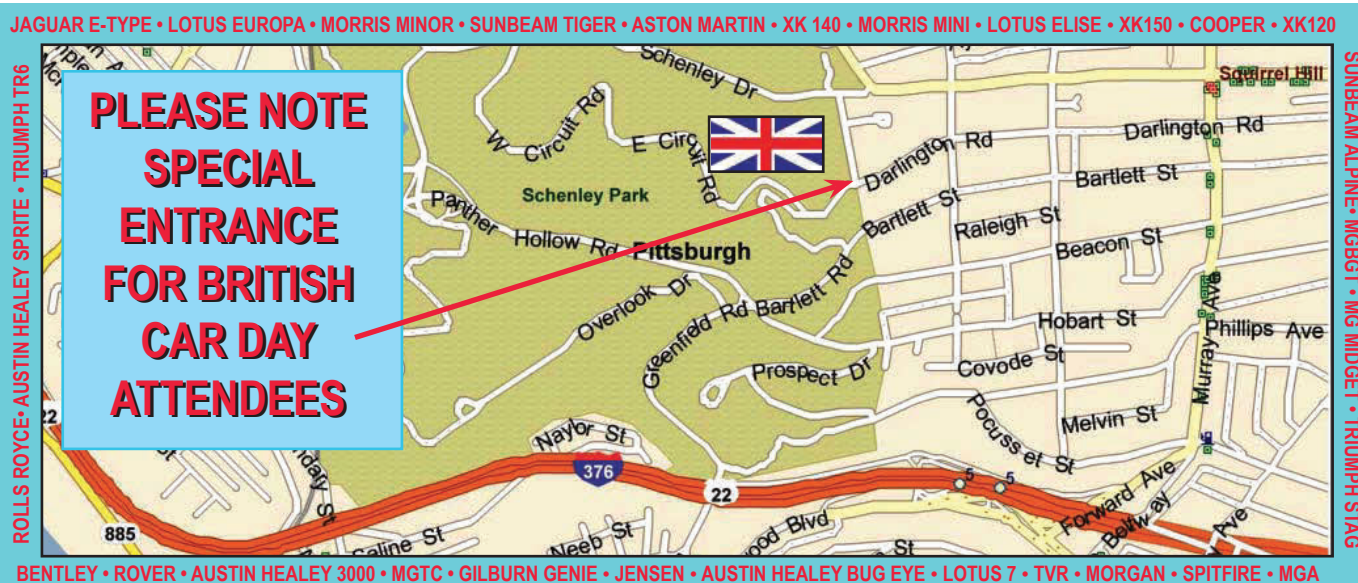 JAGUAR E-TYPE • LOTUS EUROPA • MORRIS MINOR • SUNBEAM TIGER • ASTON MARTIN • XK 140 • MORRIS MINI • LOTUS ELISE • XK150 • COOPER • XK120
ROLLS ROYCE• AUSTIN HEALEY SPRITE • TRIUMPH TR6
SUNBEAM ALPINE• MGBGT • MG MIDGET • TRIUMPH STAG
PLEASE NOTE
SPECIAL
ENTRANCE
FOR BRITISH
CAR DAY
ATTENDEES
Schenley Dr
Squirrel Hill
W Circuit Rd
E Circuit Rd
Darlington Rd
Darlington Rd
Schenley Park
Bartlett St
Bartlett St
Panther Hollow Rd
Raleigh St
Pittsburgh
Beacon St
Overlook Dr
Greenfield Rd
Bartlett Rd
Hobart St
Murray Ave
Phillips Ave
Prospect Dr
Covode St
Pocusset St
Melvin St
22
Naylor St
376
22
5
5
885
Saline St
Neeb St
Forward Ave
Beltway
BENTLEY • ROVER • AUSTIN HEALEY 3000 • MGTC • GILBURN GENIE • JENSEN • AUSTIN HEALEY BUG EYE • LOTUS 7 • TVR • MORGAN • SPITFIRE • MGA